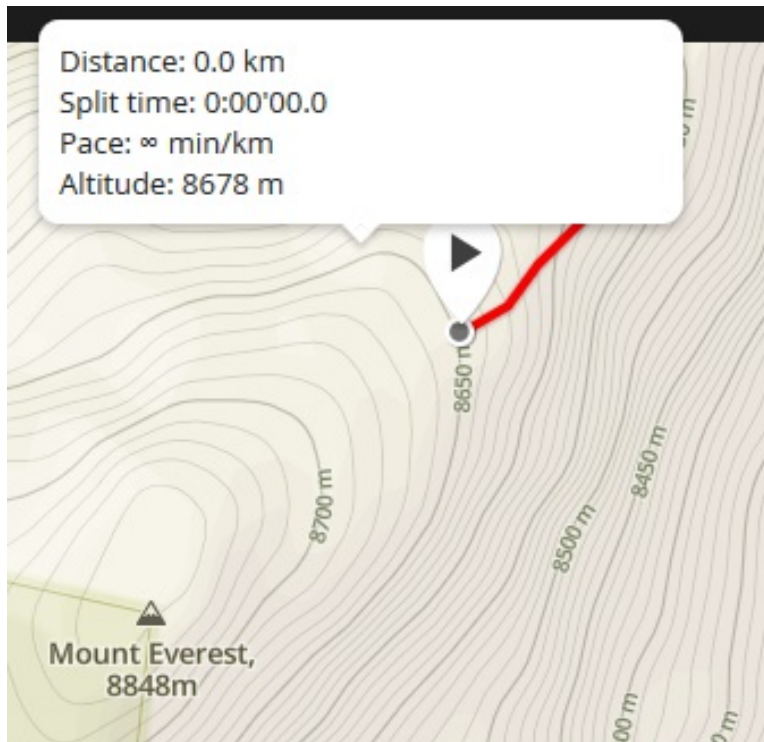 Distance: 0.0 km
Split time: 0:00'00.0
Pace: ∞ min/km
Altitude: 8678 m
8650 m
8450 m
8700 m
8500 m
Mount Everest,
8848m